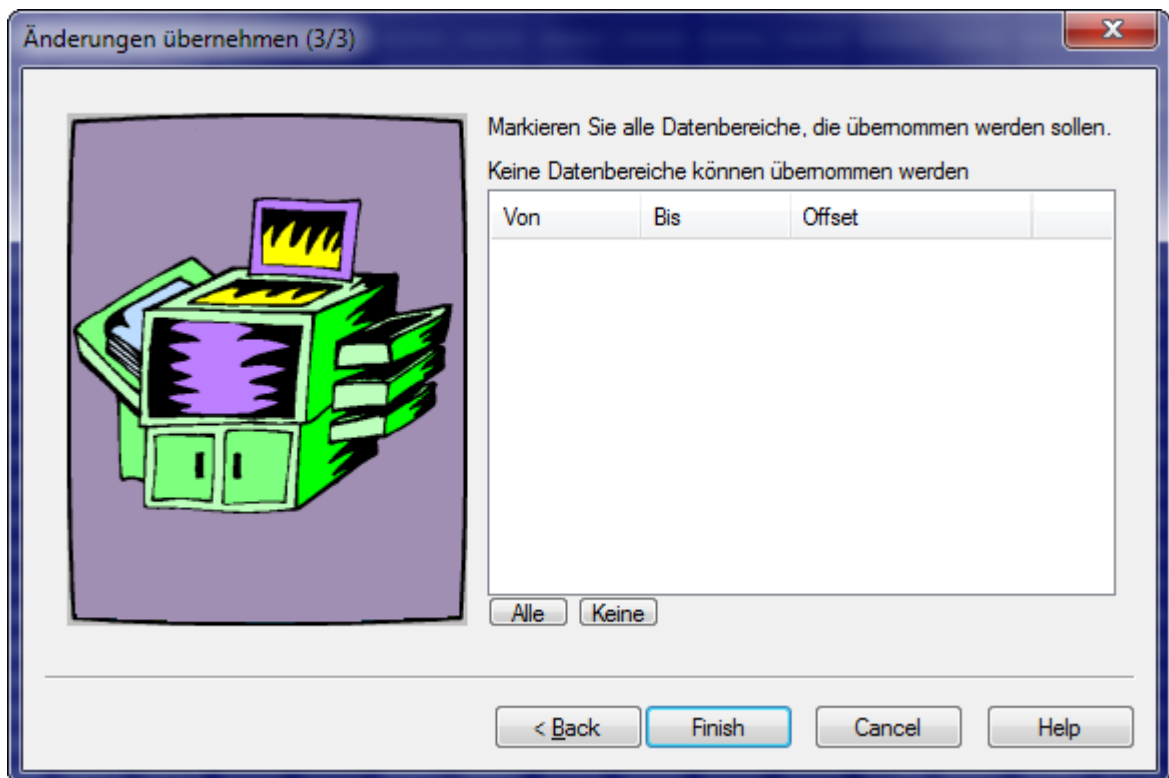 Änderungen übernehmen (3/3)
Markieren Sie alle Datenbereiche, die übernommen werden sollen.
Keine Datenbereiche können übernommen werden
Von Bis Offset
Alle Keine
< Back Finish Cancel Help